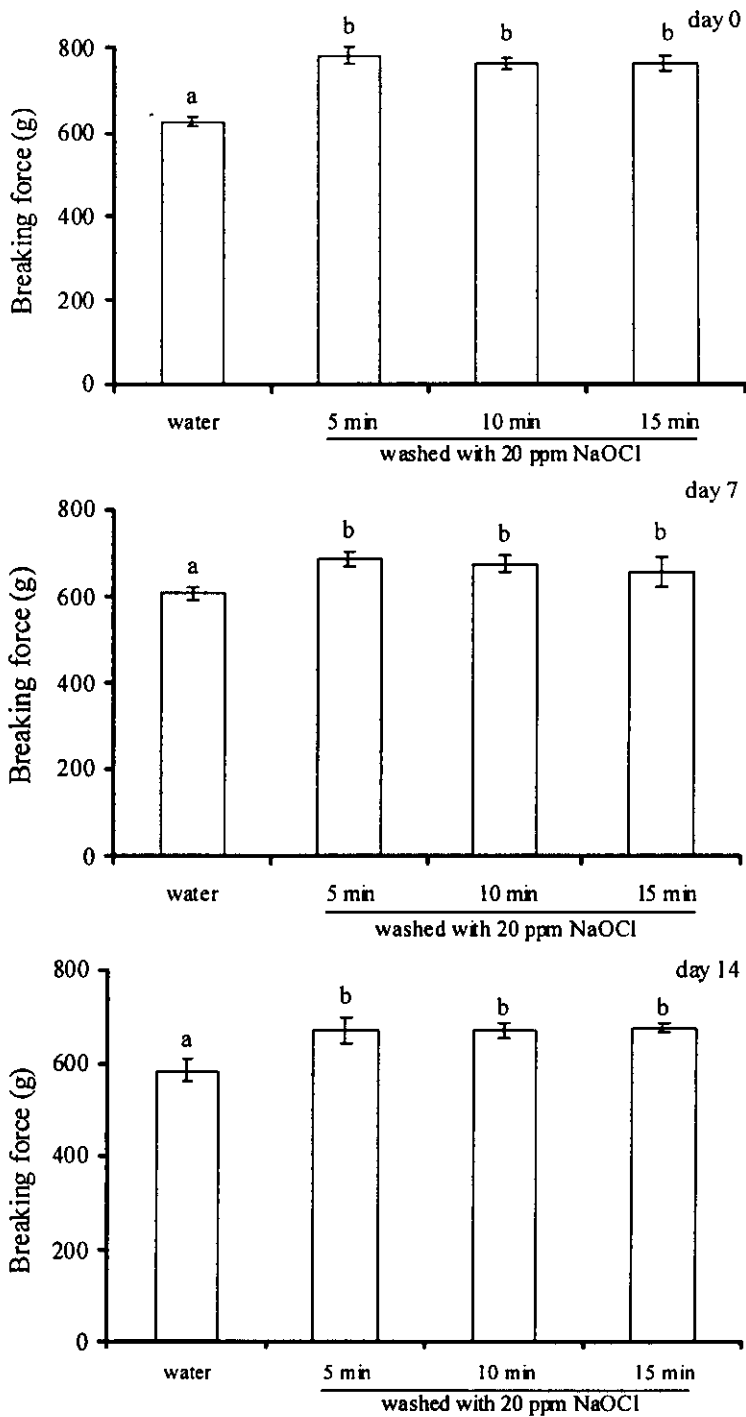 day 0
800
600
400
200
0
Breaking force (g)
a
b
b
b
water
5 min
10 min
15 min
washed with 20 ppm NaOCl
day 7
800
600
400
200
0
Breaking force (g)
a
b
b
b
water
5 min
10 min
15 min
washed with 20 ppm NaOCl
day 14
800
600
400
200
0
Breaking force (g)
a
b
b
b
water
5 min
10 min
15 min
washed with 20 ppm NaOCl